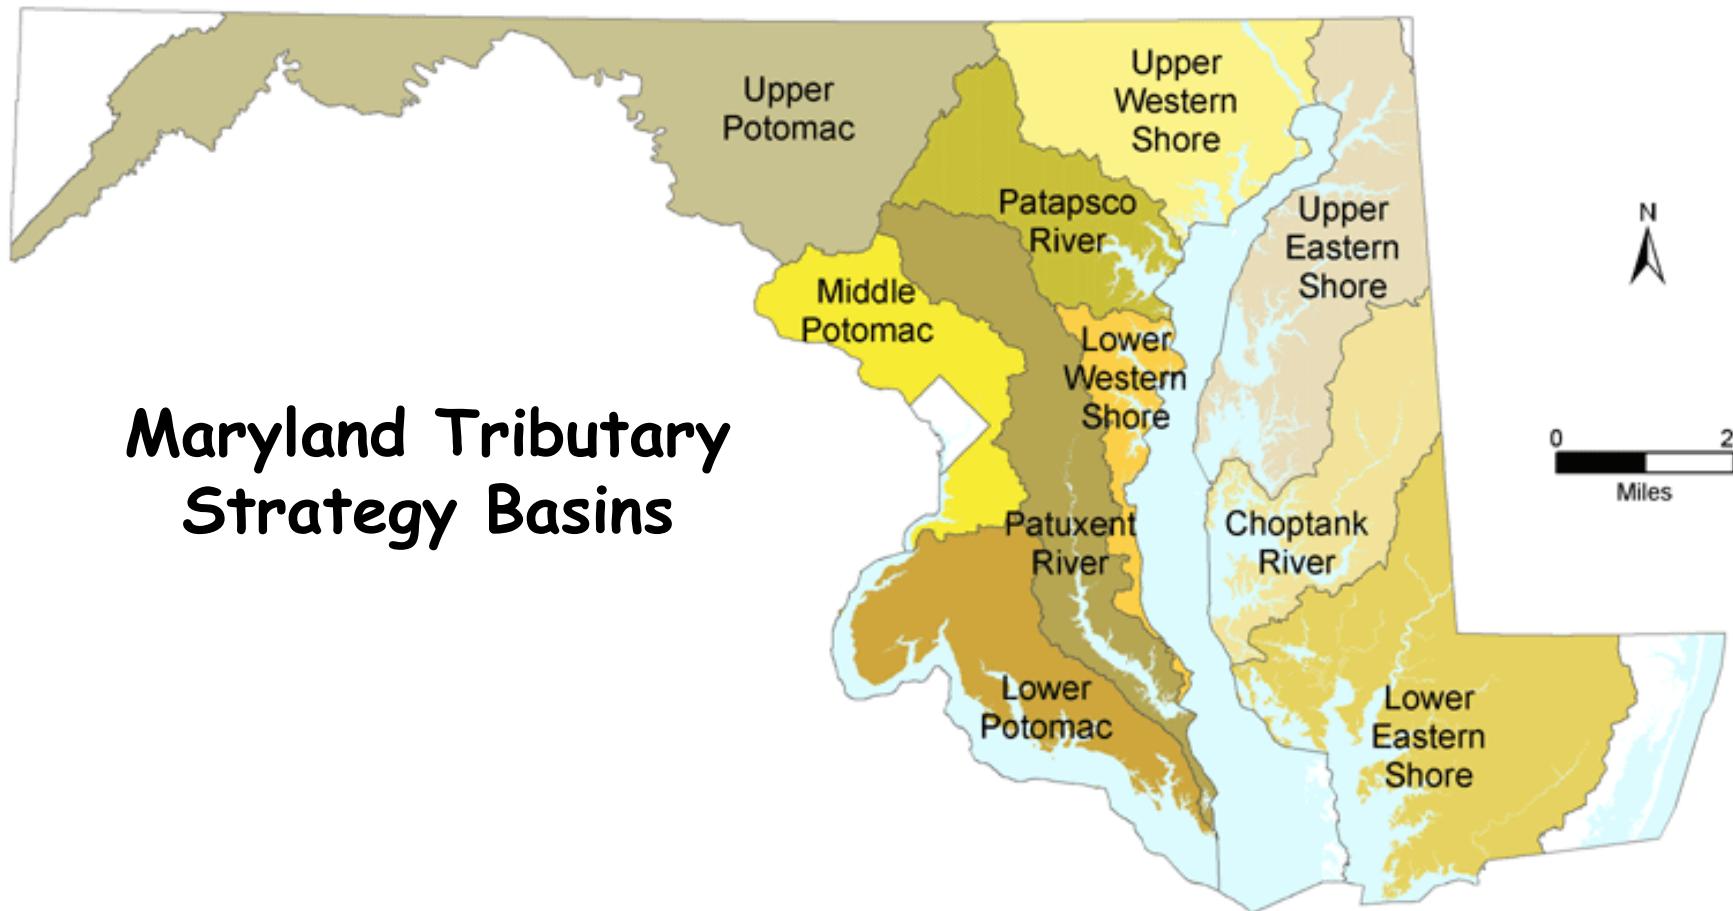 Upper
Potomac
Upper
Western
Shore
Patapsco
River
Upper
Eastern
Shore
N
Middle
Potomac
Lower
Western
Shore
Maryland Tributary
Strategy Basins
0 2
Miles
Patuxent
River
Choptank
River
Lower
Potomac
Lower
Eastern
Shore